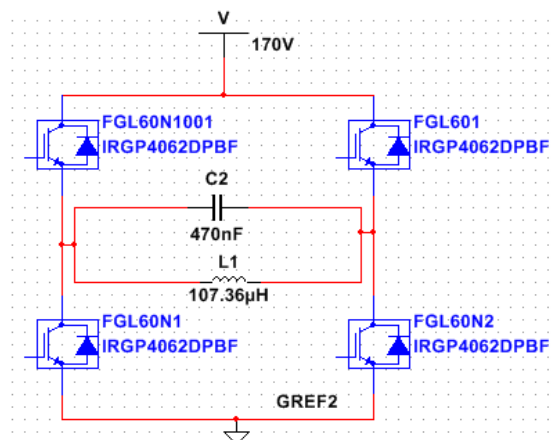 V
170V
FGL60N1001
IRGP4062DPBF
FGL601
IRGP4062DPBF
C2
470nF
L1
107.36µH
FGL60N1
IRGP4062DPBF
FGL60N2
IRGP4062DPBF
GREF2